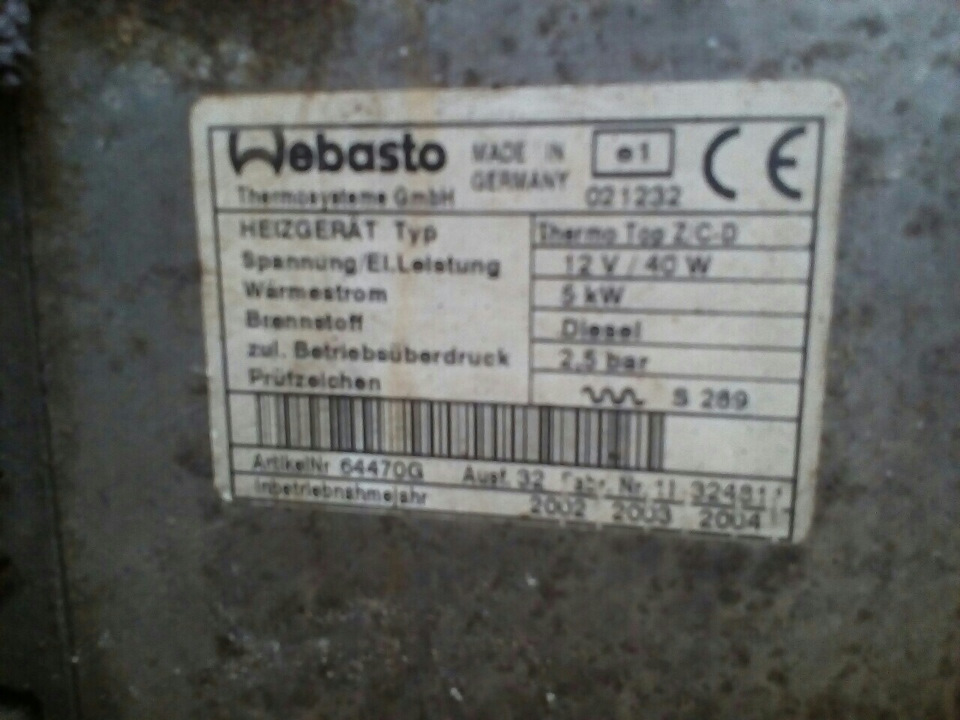 Webasto
Thermosysteme GmbH
MADE IN
GERMANY
e1
021232
CE
HEIZGERÄT Typ Thermo Top Z/C-D
Spannung/El.Leistung 12 V / 40 W
Wärmestrom 5 kW
Brennstoff Diesel
zul. Betriebsüberdruck 2,5 bar
Prüfzeichen S 289
ArtikelNr 64470G Ausf. 32 Fabr. Nr.
Inbetriebnahmejahr 2002 2003 2004